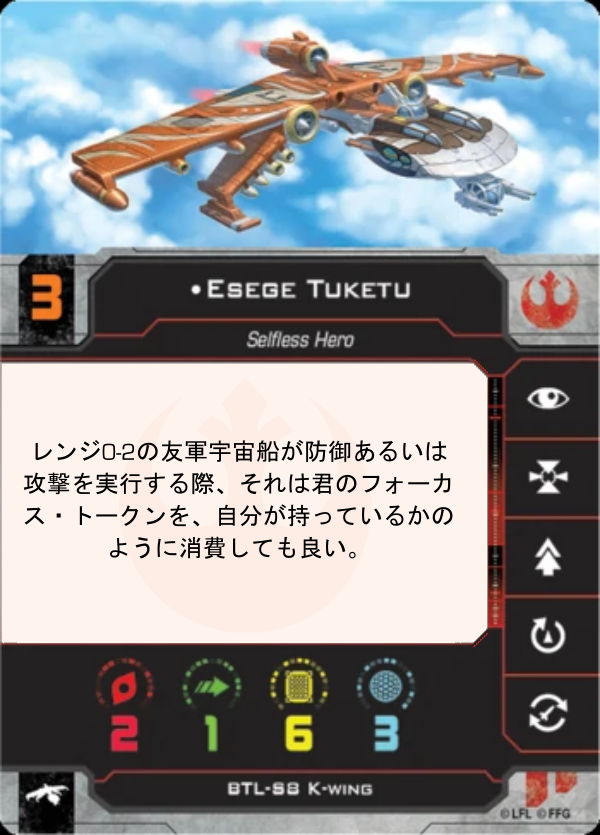 3
•Esege Tuketu
Selfless Hero
レンジ0-2の友軍宇宙船が防御あるいは
攻撃を実行する際、それは君のフォーカ
ス・トークンを、自分が持っているかの
ように消費しても良い。
2 1 6 3
BTL-S8 K-wing
©LFL ©FFG